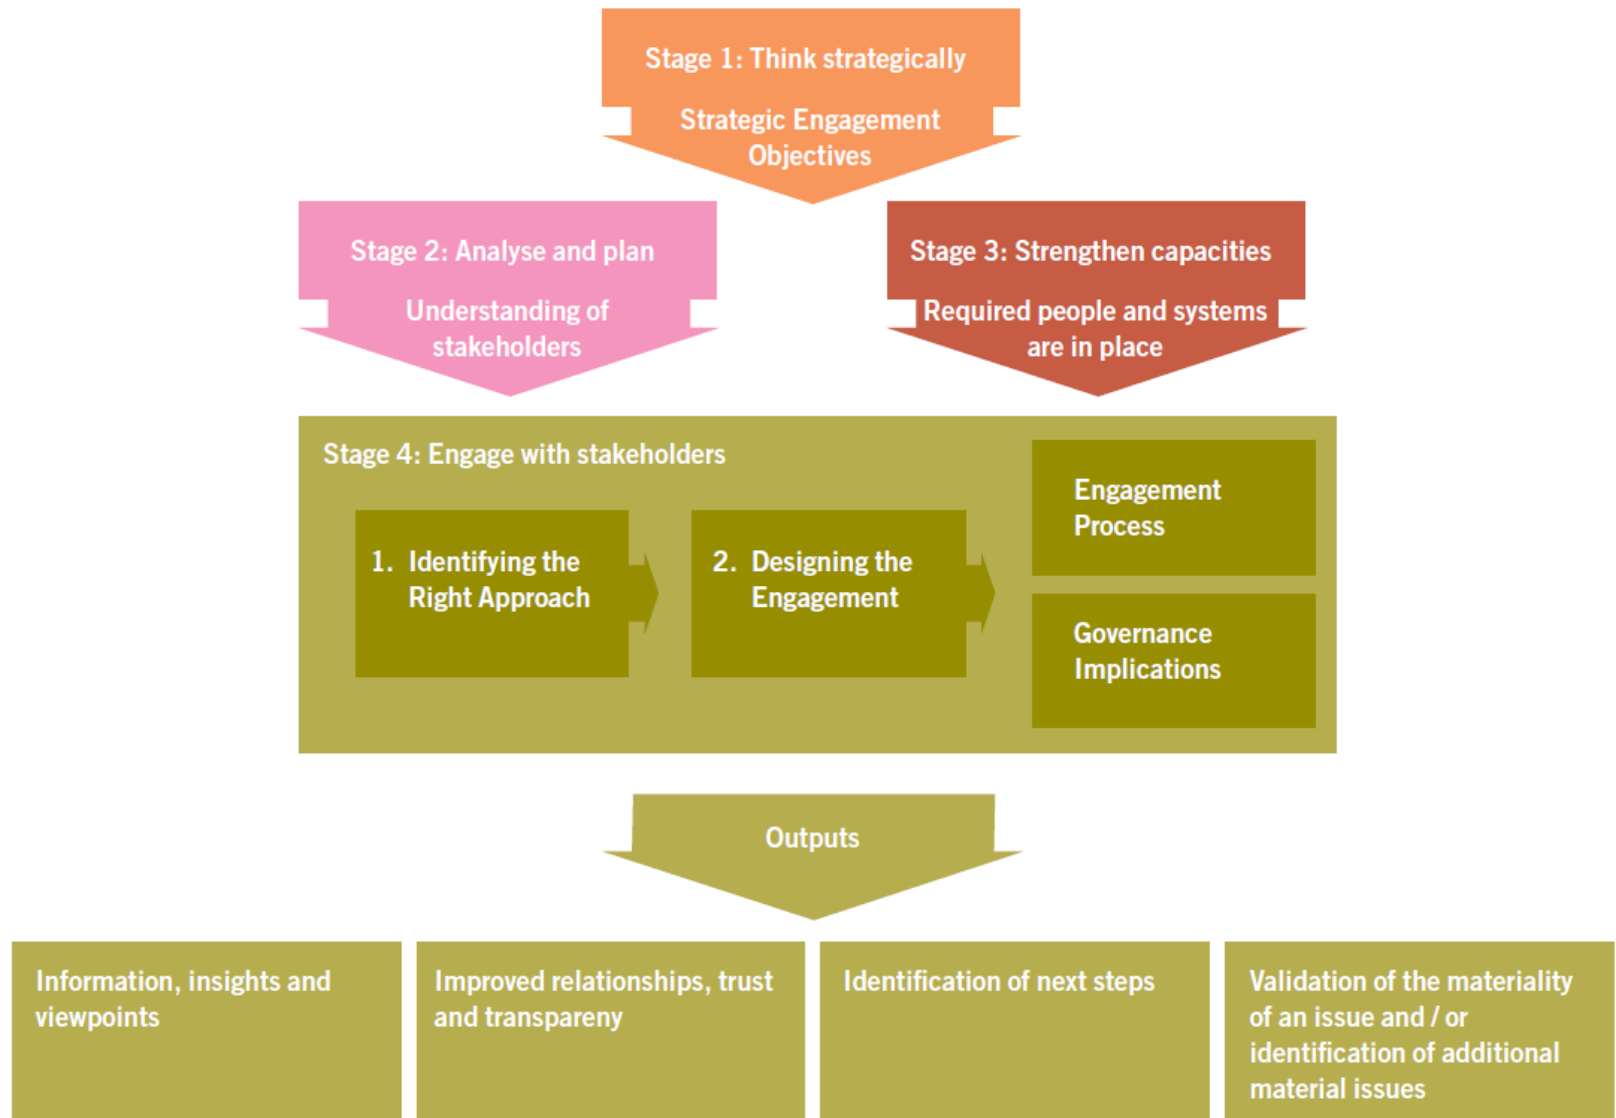 Stage 1: Think strategically
Strategic Engagement
Objectives
Stage 2: Analyse and plan
Understanding of
stakeholders
Stage 3: Strengthen capacities
Required people and systems
are in place
Stage 4: Engage with stakeholders
1. Identifying the
Right Approach
2. Designing the
Engagement
Engagement
Process
Governance
Implications
Outputs
Information, insights and
viewpoints
Improved relationships, trust
and transpareny
Identification of next steps
Validation of the materiality
of an issue and / or
identification of additional
material issues